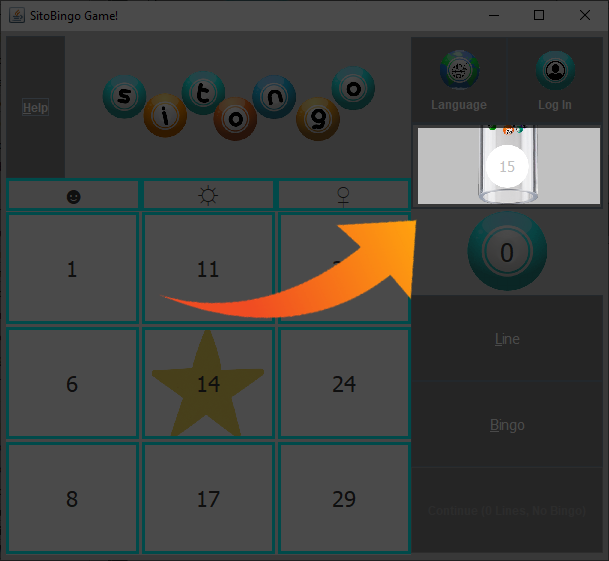 SitoBingo Game!
Help
sitongo
Language
Log In
15
☻
☼
♀
0
1
11
6
14
24
8
17
29
Line
Bingo
Continue (0 Lines, No Bingo)